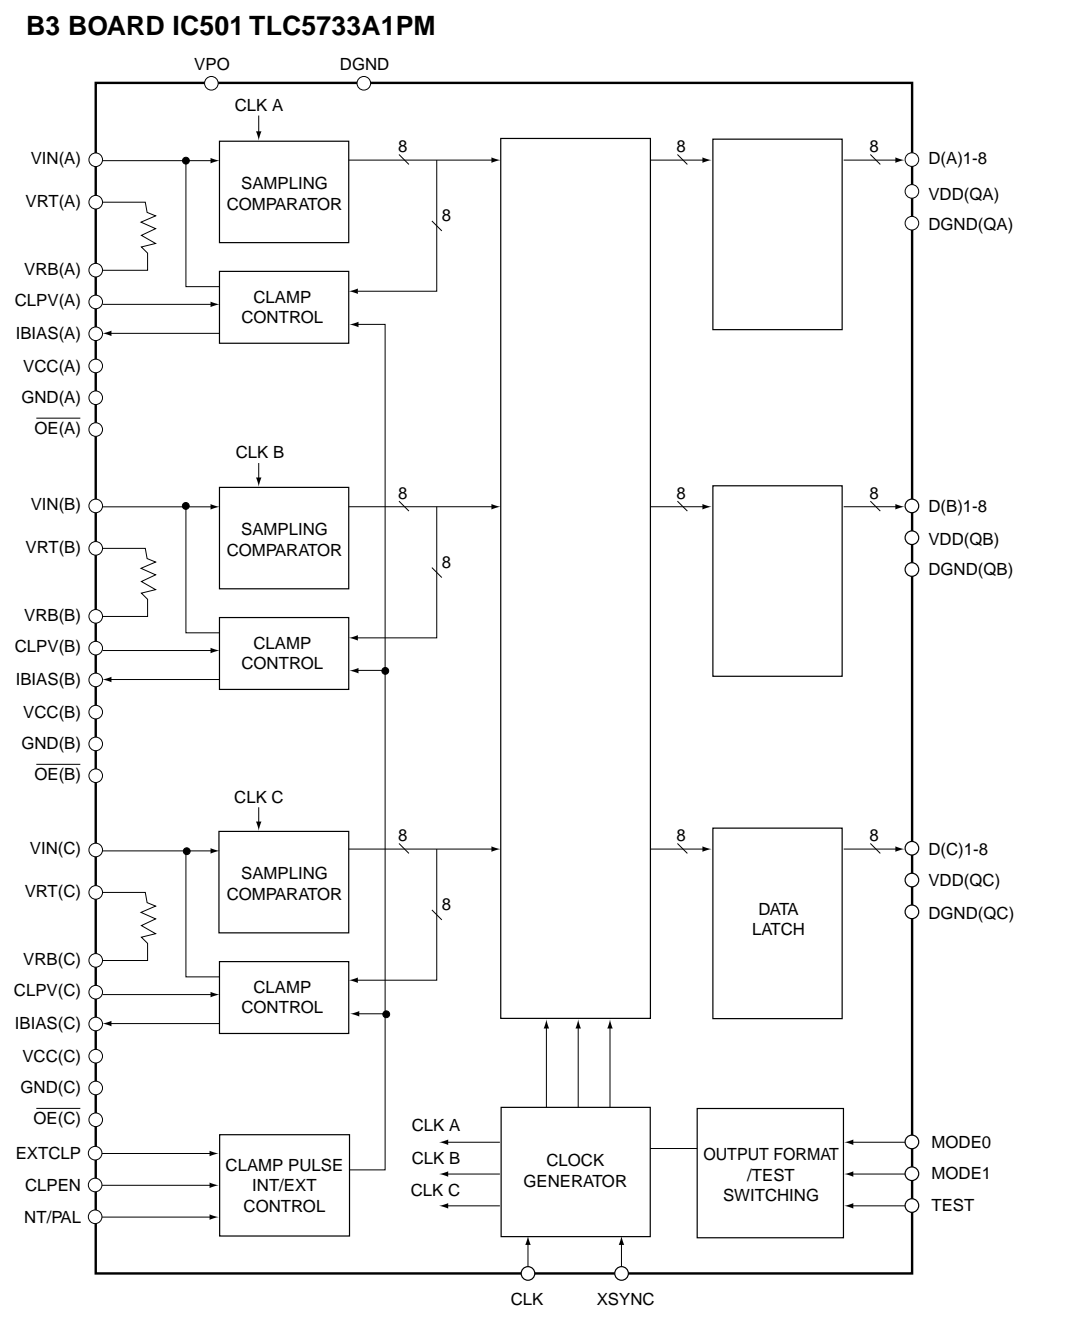 B3 BOARD IC501 TLC5733A1PM
VPO
DGND
CLK A
VIN(A)
SAMPLING
COMPARATOR
8
8
8
8
D(A)1-8
VRT(A)
VDD(QA)
DGND(QA)
VRB(A)
CLPV(A)
CLAMP
CONTROL
IBIAS(A)
VCC(A)
GND(A)
OE(A)
CLK B
VIN(B)
SAMPLING
COMPARATOR
8
8
8
8
D(B)1-8
VRT(B)
VDD(QB)
DGND(QB)
VRB(B)
CLPV(B)
CLAMP
CONTROL
IBIAS(B)
VCC(B)
GND(B)
OE(B)
CLK C
VIN(C)
SAMPLING
COMPARATOR
8
8
8
8
D(C)1-8
VRT(C)
VDD(QC)
DGND(QC)
DATA
LATCH
VRB(C)
CLPV(C)
CLAMP
CONTROL
IBIAS(C)
VCC(C)
GND(C)
OE(C)
EXTCLP
CLPEN
NT/PAL
CLAMP PULSE
INT/EXT
CONTROL
CLK A
CLK B
CLK C
CLOCK
GENERATOR
OUTPUT FORMAT
/TEST
SWITCHING
MODE0
MODE1
TEST
CLK
XSYNC